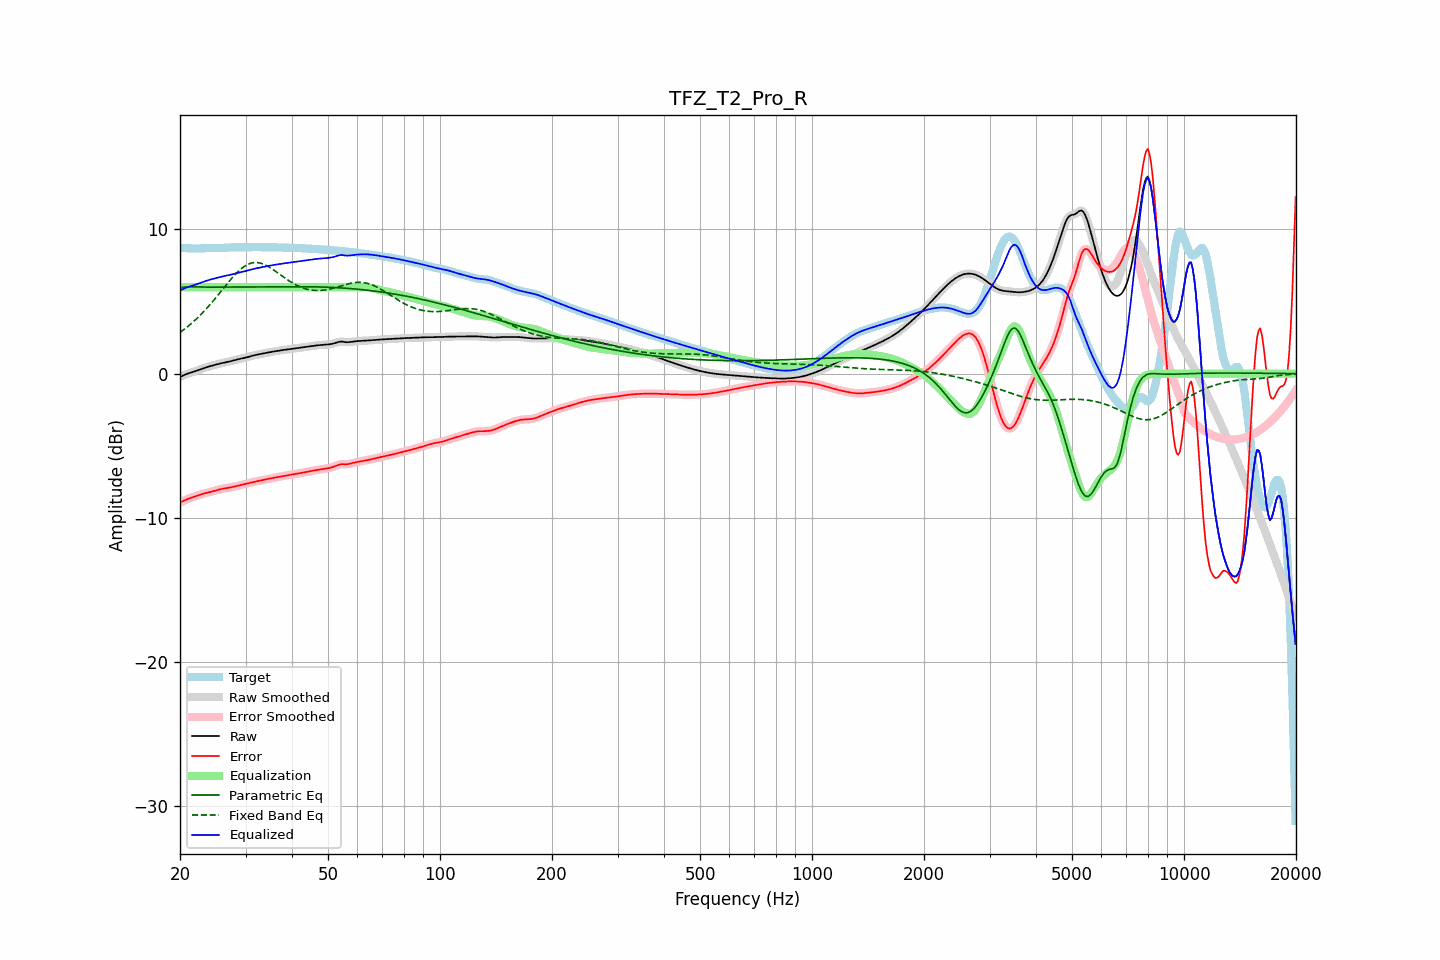 TFZ_T2_Pro_R
Amplitude (dBr)
10
0
−10
−20
−30
Target
Raw Smoothed
Error Smoothed
Raw
Error
Equalization
Parametric Eq
Fixed Band Eq
Equalized
20 50 100 200 500 1000 2000 5000 10000 20000
Frequency (Hz)